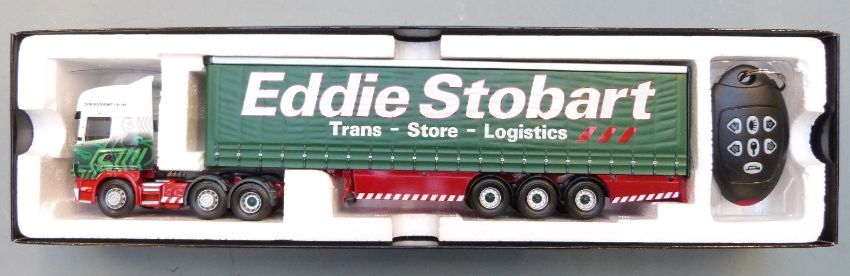 Eddie Stobart
Trans - Store - Logistics